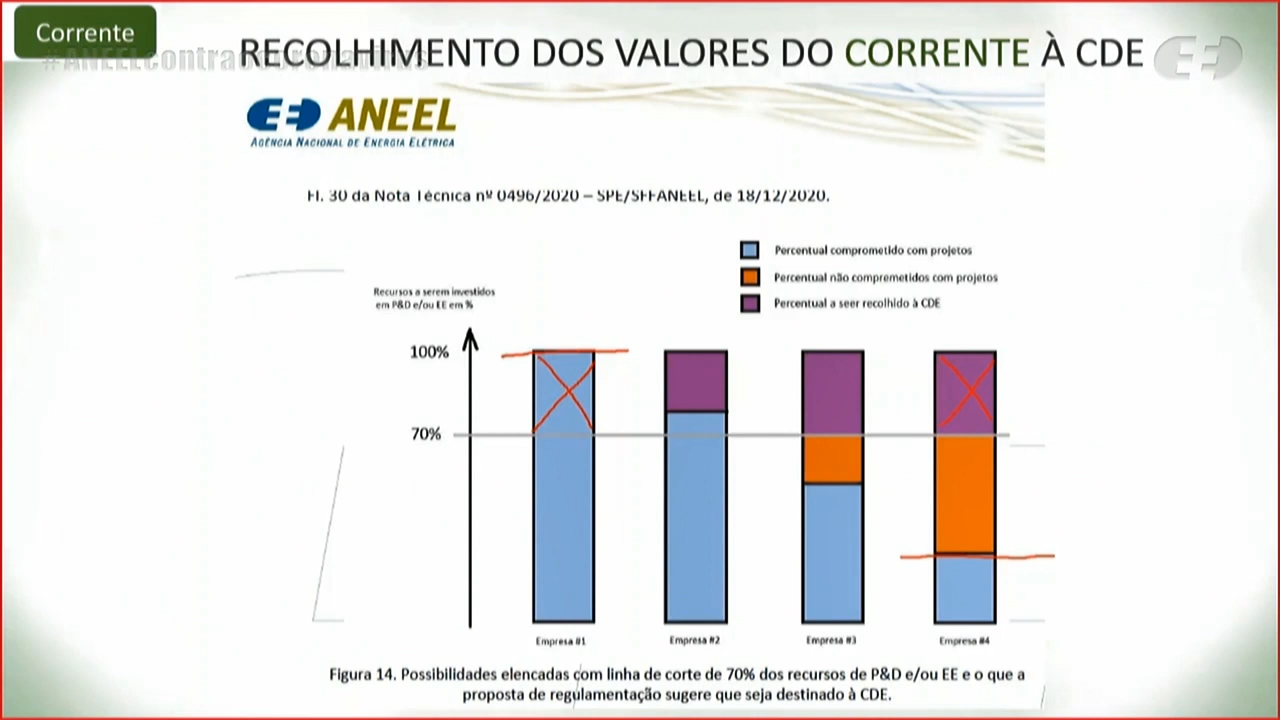 Corrente
#ANEELcontraocoronavírus
RECOLHIMENTO DOS VALORES DO CORRENTE À CDE
ANEEL
AGÊNCIA NACIONAL DE ENERGIA ELÉTRICA
Fl. 30 da Nota Técnica nº 0496/2020 – SPE/SFFANEEL, de 18/12/2020.
Percentual comprometido com projetos
Percentual não compremetidos com projetos
Percentual a seer recolhido à CDE
Recursos a serem investidos
em P&D e/ou EE em %
100%
70%
Empresa #1
Empresa #2
Empresa #3
Empresa #4
Figura 14. Possibilidades elencadas com linha de corte de 70% dos recursos de P&D e/ou EE e o que a
proposta de regulamentação sugere que seja destinado à CDE.